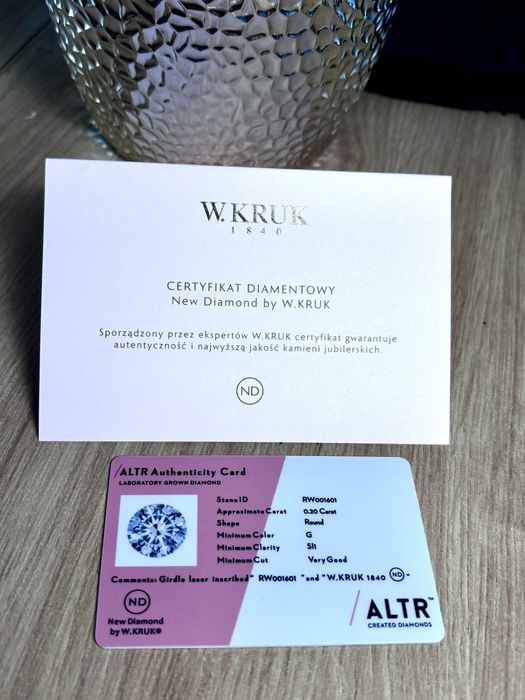 W.KRUK
1840
CERTYFIKAT DIAMENTOWY
New Diamond by W.KRUK
Sporządzony przez ekspertów W.KRUK certyfikat gwarantuje
autentyczność i najwyższą jakość kamieni jubilerskich.
ND
/ALTR Authenticity Card
LABORATORY GROWN DIAMOND
Stone ID RW001601
Approximate Carat 0.20 Carat
Shape Round
Minimum Color G
Minimum Clarity SI1
Minimum Cut Very Good
Comments: Girdle laser inscribed" RW001601 "and "W.KRUK 1840 ND "
ND
New Diamond
by W.KRUK®
/ALTR™
CREATED DIAMONDS